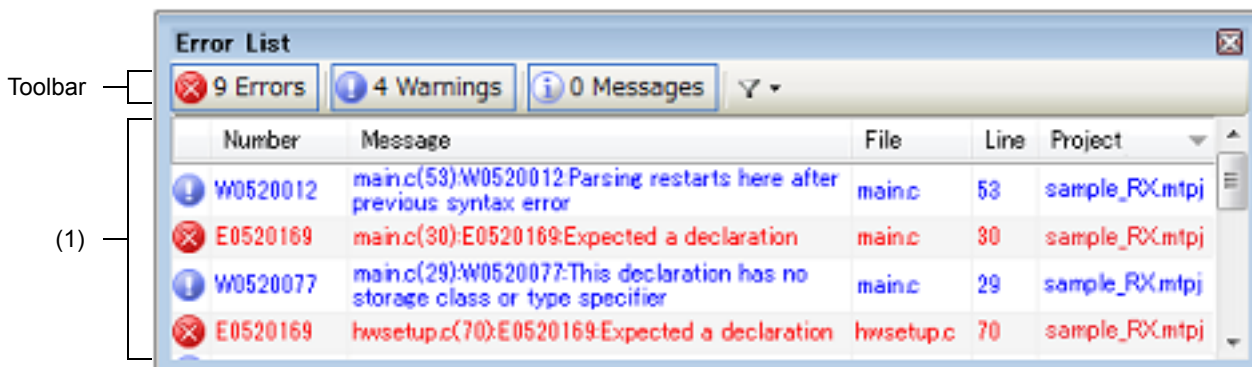 Error List
Toolbar
9 Errors 4 Warnings 0 Messages
Number Message File Line Project
W0520012 main.c(53):W0520012:Parsing restarts here after previous syntax error main.c 53 sample_RX.mtpj
(1)
E0520169 main.c(30):E0520169:Expected a declaration main.c 30 sample_RX.mtpj
W0520077 main.c(29):W0520077:This declaration has no storage class or type specifier main.c 29 sample_RX.mtpj
E0520169 hwsetup.c(70):E0520169:Expected a declaration hwsetup.c 70 sample_RX.mtpj